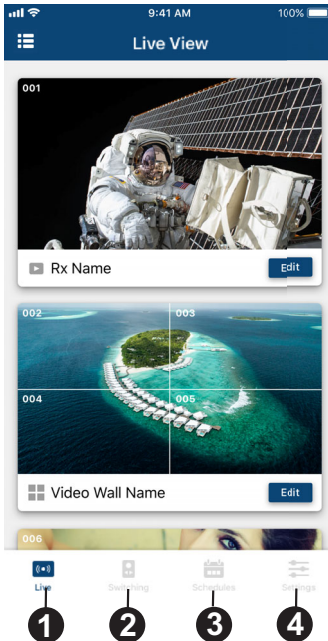 9:41 AM 100%
Live View
001
Rx Name Edit
002 003
004 005
Video Wall Name Edit
006
Live Switching Schedules Settings
1 2 3 4